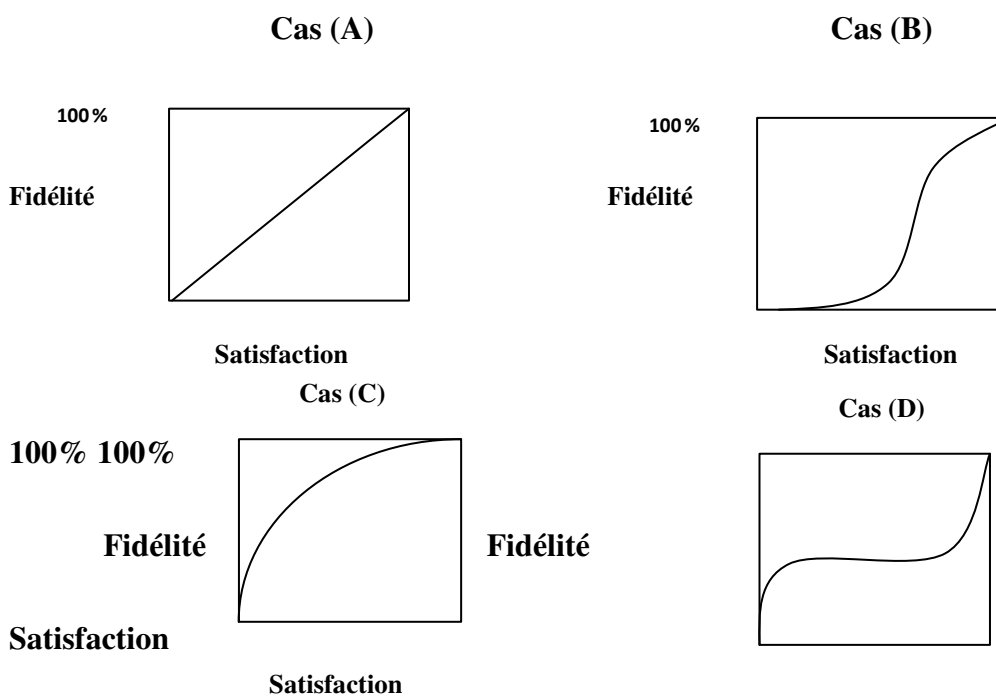 Cas (A)
Cas (B)
100%
100%
Fidélité
Fidélité
Satisfaction
Satisfaction
Cas (C)
Cas (D)
100% 100%
Fidélité
Fidélité
Satisfaction
Satisfaction